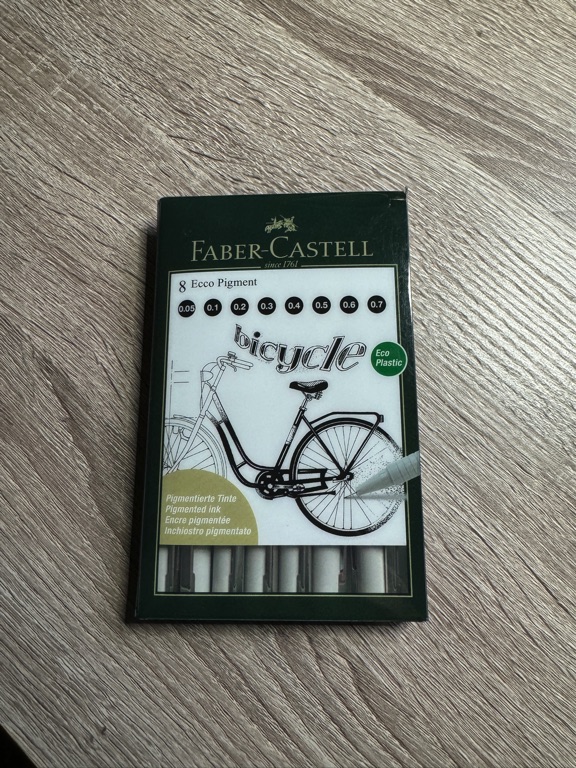 FABER-CASTELL
since 1761
8 Ecco Pigment
0.05 0.1 0.2 0.3 0.4 0.5 0.6 0.7
bicycle
Eco
Plastic
Pigmentierte Tinte
Pigmented ink
Encre pigmentée
Inchiostro pigmentato